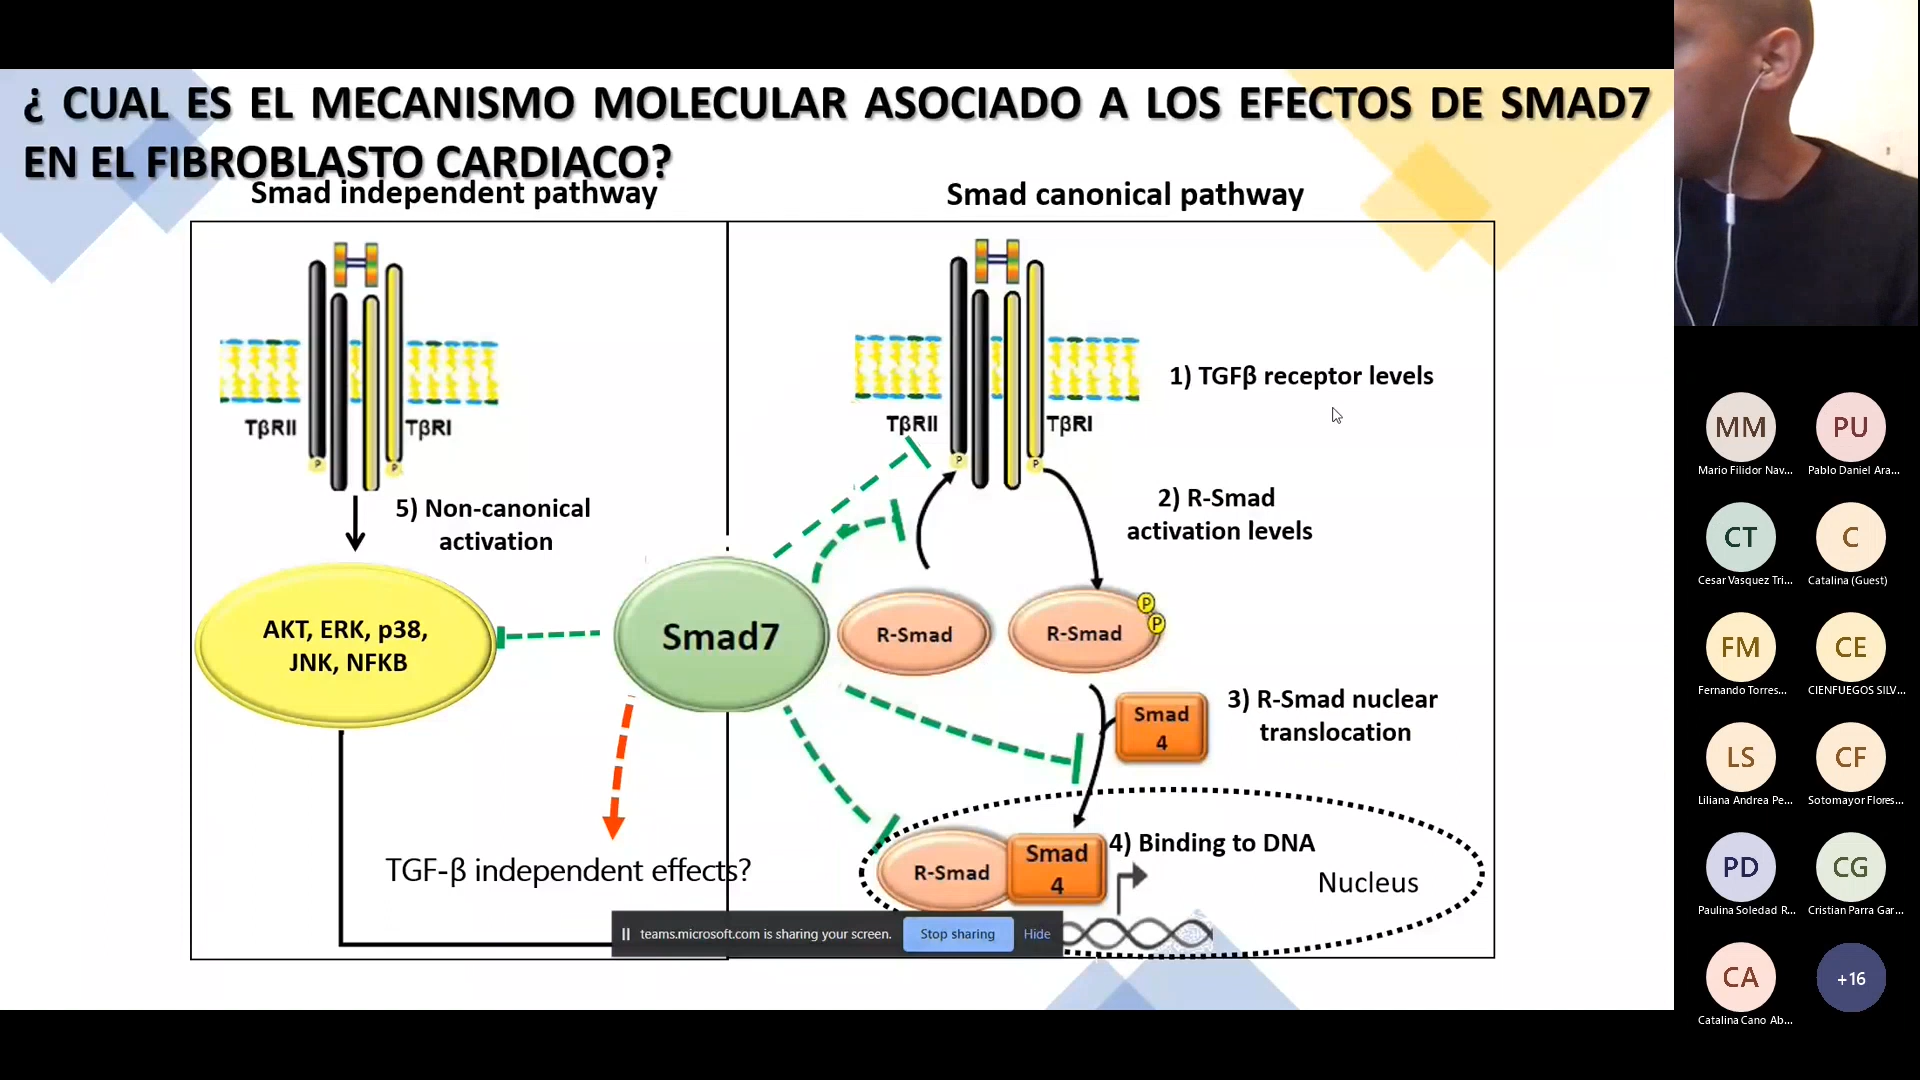 ¿ CUAL ES EL MECANISMO MOLECULAR ASOCIADO A LOS EFECTOS DE SMAD7
EN EL FIBROBLASTO CARDIACO?
Smad independent pathway
Smad canonical pathway
TβRII
TβRI
P
P
5) Non-canonical
activation
AKT, ERK, p38,
JNK, NFKB
Smad7
TGF-β independent effects?
1) TGFβ receptor levels
TβRII
TβRI
P
P
2) R-Smad
activation levels
R-Smad
R-Smad
P
P
3) R-Smad nuclear
translocation
Smad
4
4) Binding to DNA
R-Smad
Smad
4
Nucleus
teams.microsoft.com is sharing your screen.
Stop sharing
Hide
MM
PU
Mario Filidor Nav...
Pablo Daniel Ara...
CT
C
Cesar Vasquez Tri...
Catalina (Guest)
FM
CE
Fernando Torres...
CIENFUEGOS SILV...
LS
CF
Liliana Andrea Pe...
Sotomayor Flores...
PD
CG
Paulina Soledad R...
Cristian Parra Gar...
CA
+16
Catalina Cano Ab...